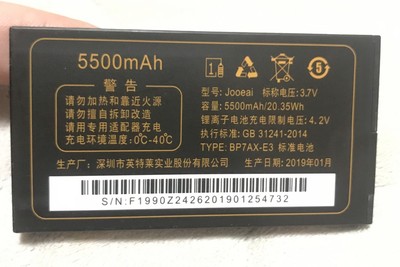 5500mAh
警告
请勿加热和靠近火源
请勿擅自拆卸改造
请用专用适配器充电
充电环境温度:0℃-40℃
5
型号:Jooeai 标称电压:3.7V
容量:5500mAh/20.35Wh
锂离子电池充电限制电压:4.2V
执行标准:GB 31241-2014
TYPE: BP7AX-E3 标准电池
生产厂:深圳市英特莱实业股份有限公司 生产日期:2019年01月
S/N:F1990Z2426201901254732